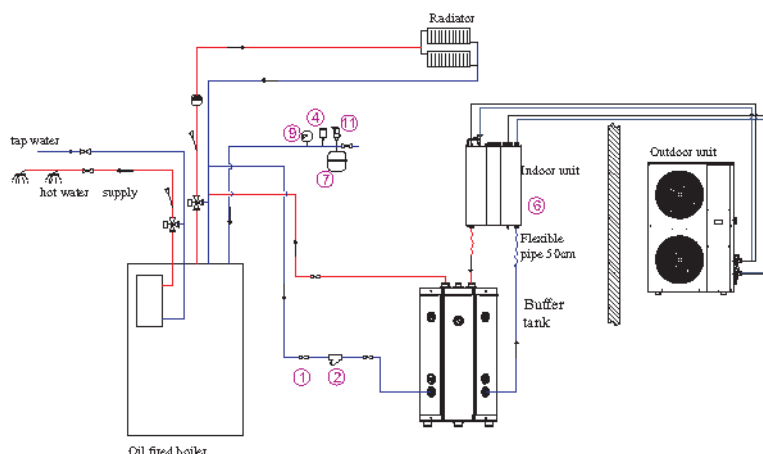 Radiator
9
4
11
7
tap water
hot water supply
Indoor unit
6
Outdoor unit
Flexible
pipe 50cm
Buffer
tank
1
2
Oil fired boiler